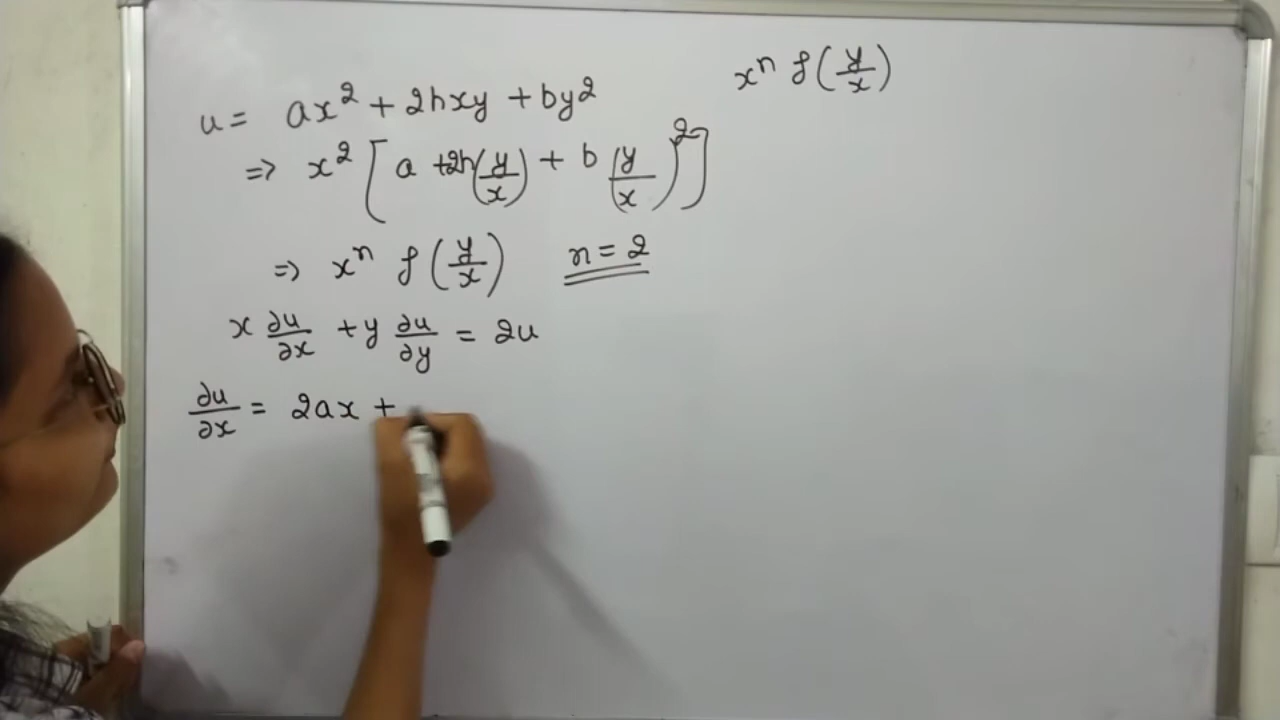 u = ax² + 2hxy + by²
xⁿ f(y/x)
=> x² [a + 2h(y/x) + b(y/x)²]
=> xⁿ f(y/x) n = 2
x ∂u/∂x + y ∂u/∂y = 2u
∂u/∂x = 2ax +